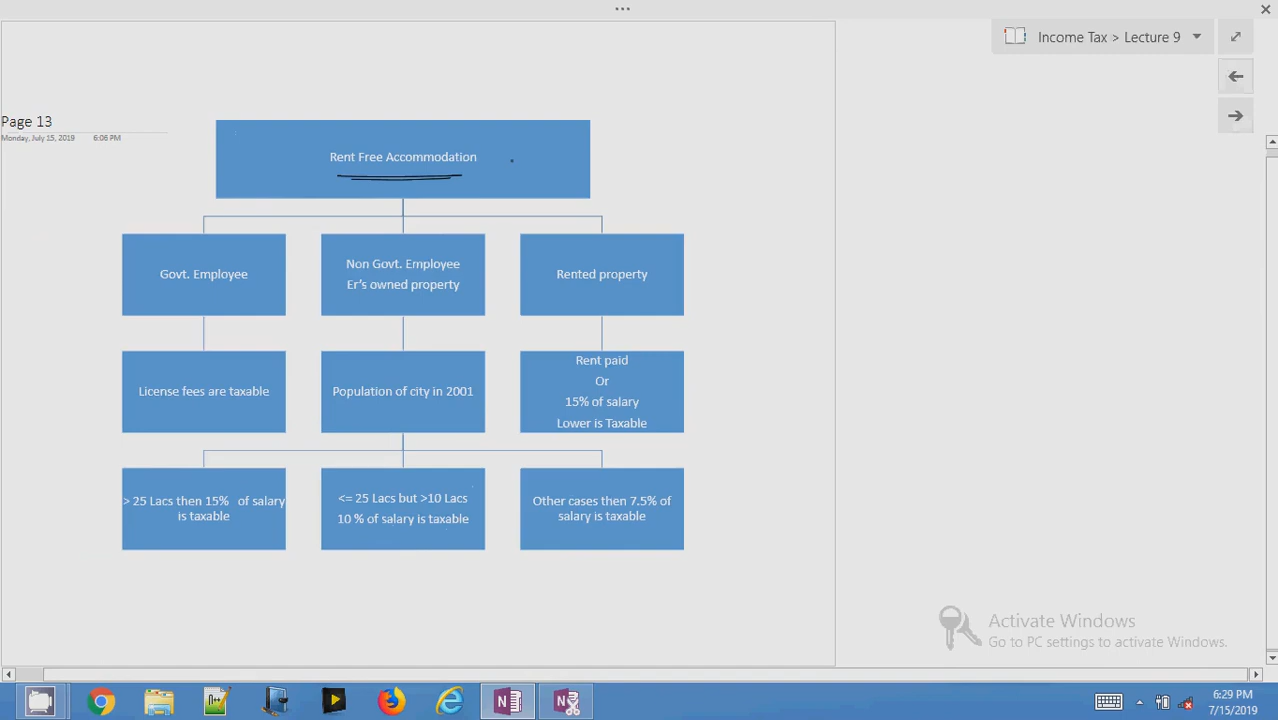 Income Tax > Lecture 9
Page 13
Monday, July 15, 2019 6:06 PM
Rent Free Accommodation
Govt. Employee
Non Govt. Employee
Er's owned property
Rented property
License fees are taxable
Population of city in 2001
Rent paid
Or
15% of salary
Lower is Taxable
> 25 Lacs then 15% of salary
is taxable
<= 25 Lacs but >10 Lacs
10 % of salary is taxable
Other cases then 7.5% of
salary is taxable
Activate Windows
Go to PC settings to activate Windows.
6:29 PM
7/15/2019